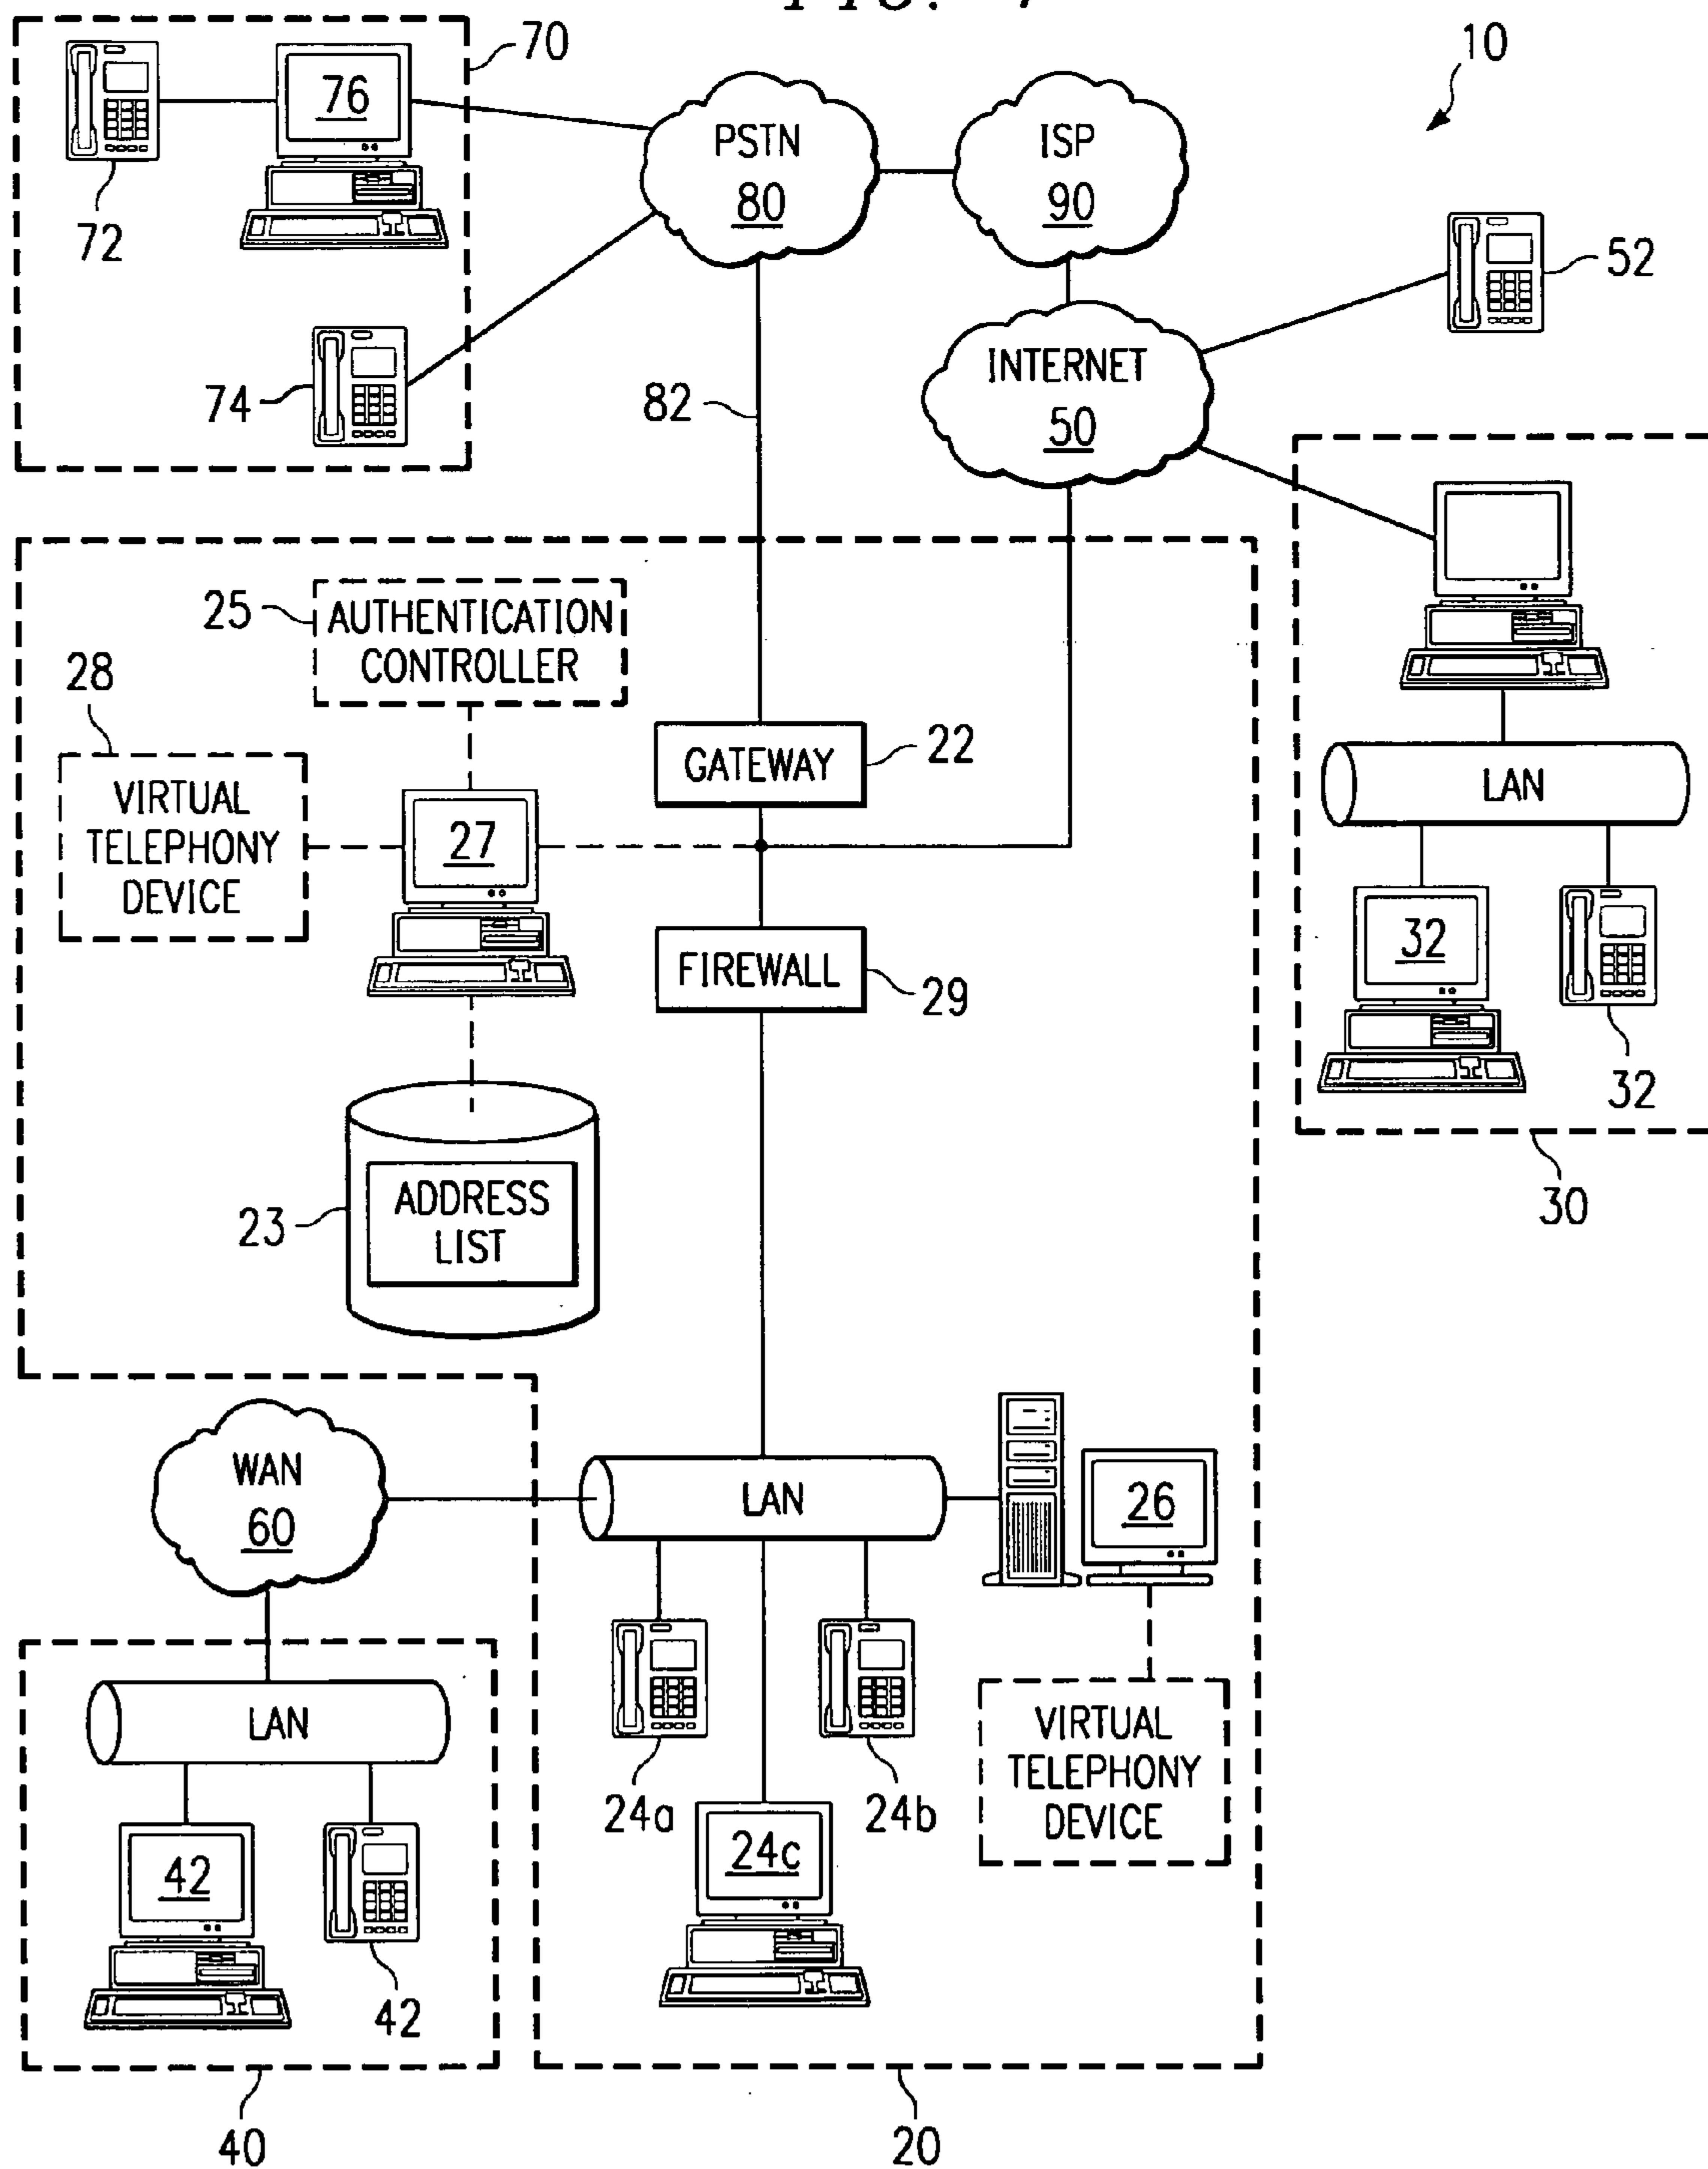 70
10
76
72
74
PSTN
80
ISP
90
52
82
INTERNET
50
25
AUTHENTICATION
CONTROLLER
28
VIRTUAL
TELEPHONY
DEVICE
27
GATEWAY
22
FIREWALL
29
LAN
32
32
30
23
ADDRESS
LIST
WAN
60
LAN
26
24a
24b
24c
VIRTUAL
TELEPHONY
DEVICE
LAN
42
42
40
20